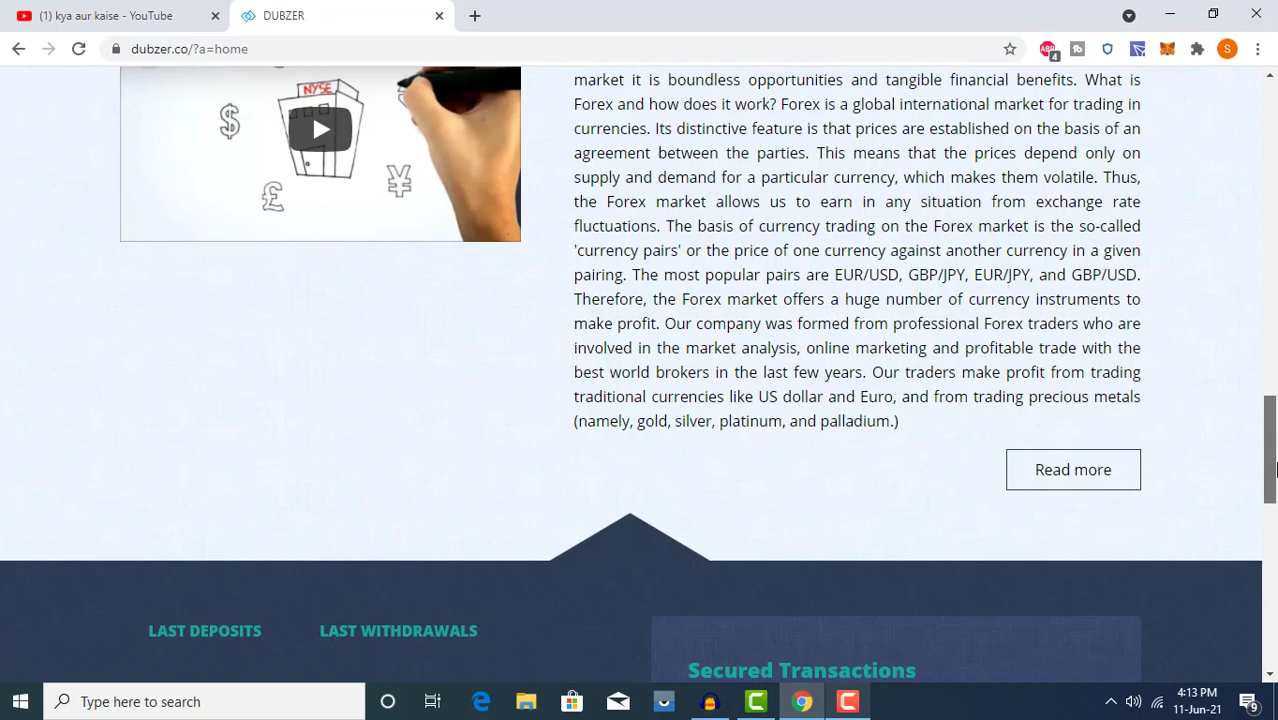 (1) kya aur kaise - YouTube
DUBZER
dubzer.co/?a=home
4
S
NYSE
$
£
¥
market it is boundless opportunities and tangible financial benefits. What is
Forex and how does it work? Forex is a global international market for trading in
currencies. Its distinctive feature is that prices are established on the basis of an
agreement between the parties. This means that the prices depend only on
supply and demand for a particular currency, which makes them volatile. Thus,
the Forex market allows us to earn in any situation from exchange rate
fluctuations. The basis of currency trading on the Forex market is the so-called
'currency pairs' or the price of one currency against another currency in a given
pairing. The most popular pairs are EUR/USD, GBP/JPY, EUR/JPY, and GBP/USD.
Therefore, the Forex market offers a huge number of currency instruments to
make profit. Our company was formed from professional Forex traders who are
involved in the market analysis, online marketing and profitable trade with the
best world brokers in the last few years. Our traders make profit from trading
traditional currencies like US dollar and Euro, and from trading precious metals
(namely, gold, silver, platinum, and palladium.)
Read more
LAST DEPOSITS
LAST WITHDRAWALS
Secured Transactions
Type here to search
4:13 PM
11-Jun-21
9